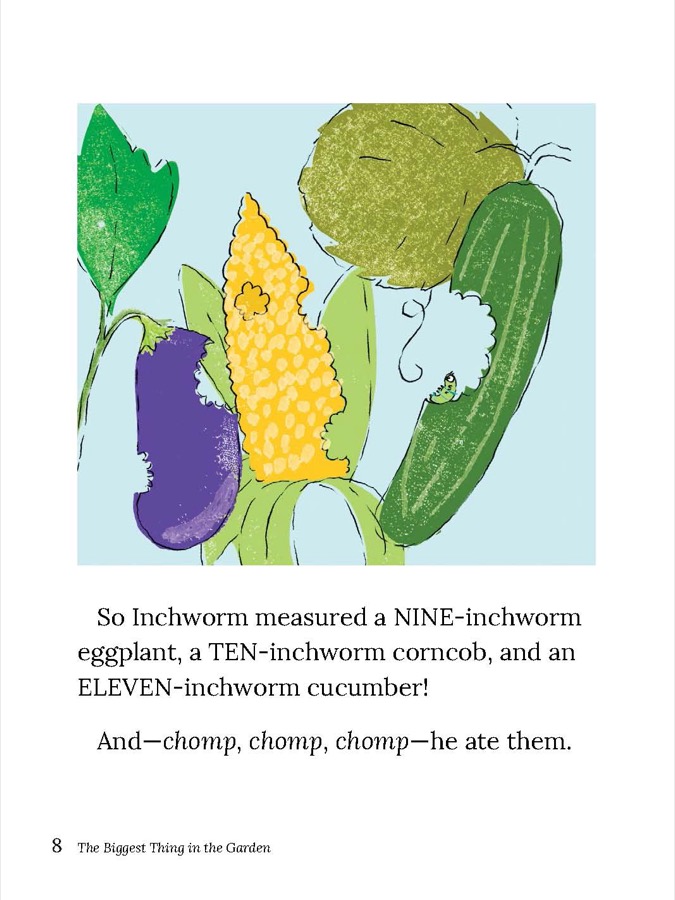 So Inchworm measured a NINE-inchworm
eggplant, a TEN-inchworm corncob, and an
ELEVEN-inchworm cucumber!
And—chomp, chomp, chomp—he ate them.
8 The Biggest Thing in the Garden